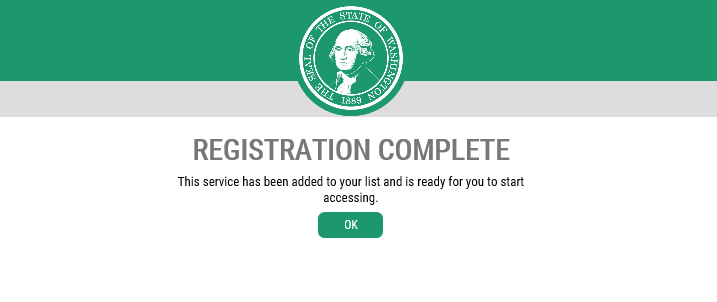 THE SEAL OF THE STATE OF WASHINGTON
1889
REGISTRATION COMPLETE
This service has been added to your list and is ready for you to start
accessing.
OK